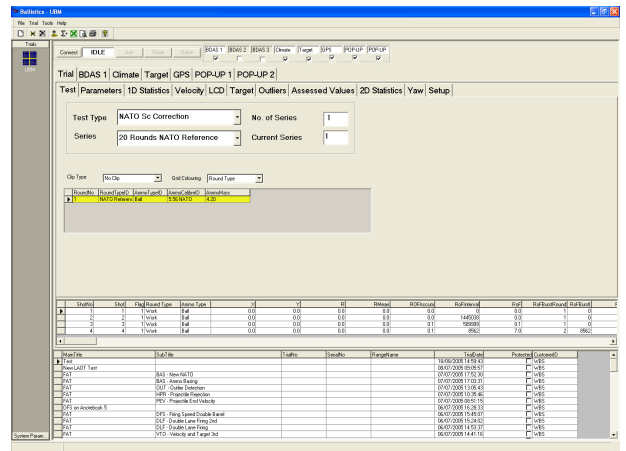 Ballistics - UBM
File Trial Tools Help
Trials
UBM
System Param...
Connect IDLE
BDAS 1 BDAS 2 BDAS 3 Climate Target GPS POP-UP POP-UP
Trial BDAS 1 Climate Target GPS POP-UP 1 POP-UP 2
Test Parameters 1D Statistics Velocity LCD Target Outliers Assessed Values 2D Statistics Yaw Setup
Test Type NATO Sc Correction No. of Series 1
Series 20 Rounds NATO Reference Current Series 1
Clip Type No Clip Grid Colouring Round Type
RoundNo RoundTypeID AmmoTypeID AmmoCalibreID AmmoMass
1 NATO Referenc Ball 5.56 NATO 4.20
ShotNo Shot Flag Round Type Ammo Type X Y R RMean ROFAccura RoFInterval RoF RoFBurstRound RoFBurstI
1 1 1 Work Ball 0.0 0.0 0.0 0.0 0.0 0 0.0 1 0
2 2 1 Work Ball 0.0 0.0 0.0 0.0 0.0 1445038 0.0 1 0
3 3 1 Work Ball 0.0 0.0 0.0 0.0 0.1 589989 0.1 1 0
4 4 1 Work Ball 0.0 0.0 0.0 0.0 0.1 8562 7.0 2 8562
MainTitle SubTitle TrialNo SerialNo RangeName TrialDate Protected CustomerID
Test 18/08/2005 14:59:43 WBS
New LADT Test 08/07/2005 09:09:57 WBS
FAT BAS - New NATO 07/07/2005 17:52:30 WBS
FAT BAS - Ammo Basing 07/07/2005 17:03:31 WBS
FAT OUT - Outlier Detection 07/07/2005 13:05:43 WBS
FAT HPR - Projectile Rejection 07/07/2005 10:35:46 WBS
FAT PEV - Projectile End Velocity 07/07/2005 08:51:15 WBS
DFS on Anotebook 5 06/07/2005 16:28:33 WBS
FAT DFS - Firing Speed Double Barrel 06/07/2005 15:45:07 WBS
FAT DLF - Double Lane Firing 2nd 06/07/2005 15:24:02 WBS
FAT DLF - Double Lane Firing 06/07/2005 14:53:37 WBS
FAT VTO - Velocity and Target 3rd 06/07/2005 14:41:16 WBS